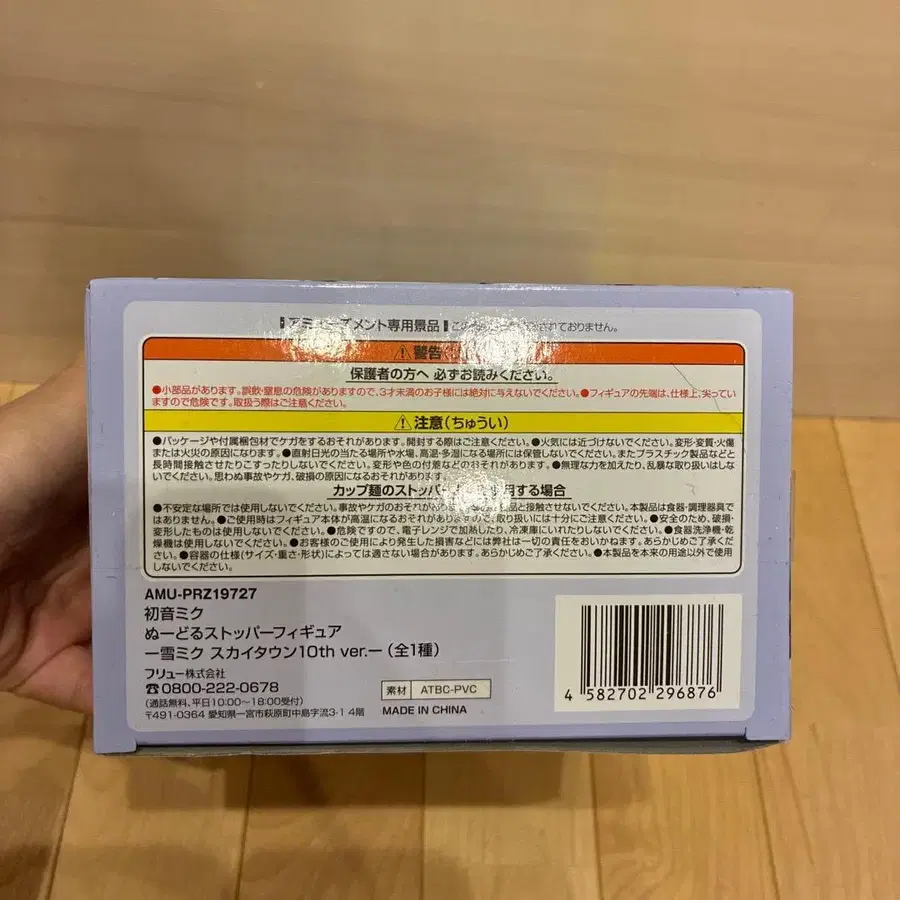 アミューズメント専用景品 この されておりません。
警告
保護者の方へ 必ずお読みください。
●小部品があります。誤飲・窒息の危険がありますので、3才未満のお子様には絶対に与えないでください。●フィギュアの先端は、仕様上、尖ってい
ますので危険です。取扱う際はご注意ください。
注意(ちゅうい)
●パッケージや付属梱包材でケガをするおそれがあります。開封する際はご注意ください。●火気には近づけないでください。変形・変質・火傷
または火災の原因になります。●直射日光の当たる場所や水場、高温・多湿になる場所には保管しないでください。またプラスチック製品などと
長時間接触させたりこすったりしないでください。変形や色の付着などのおそれがあります。●無理な力を加えたり、乱暴な取り扱いはしな
いでください。思わぬ事故やケガ、破損の原因になるおそれがあります。
カップ麺のストッパー 用する場合
●不安定な場所では使用しないでください。事故やケガのおそれがあり 品と接触させないでください。本製品は食器・調理器具で
はありません。●ご使用時はフィギュア本体が高温になるおそれがありますので、取り扱いには十分にご注意ください。●安全のため、破損・
変形したものは使用しないでください。●危険ですので、電子レンジで加熱したり、冷凍庫にいれたりしないでください。●食器洗浄機・乾
燥機は使用しないでください。●お客様のご使用により発生した損害などには弊社は一切の責任をおいかねます。あらかじめご了承くださ
い。●容器の仕様(サイズ・重さ・形状)によっては適さない場合があります。あらかじめご了承ください。●本製品を本来の用途以外で使用
しないでください。
AMU-PRZ19727
初音ミク
ぬーどるストッパーフィギュア
ー雪ミク スカイタウン10th ver.ー (全1種)
フリュー株式会社
☎0800-222-0678
(通話無料、平日10:00~18:00受付)
〒491-0364 愛知県一宮市萩原町中島字流3-1 4階
素材 ATBC-PVC
MADE IN CHINA
4 582702 296876